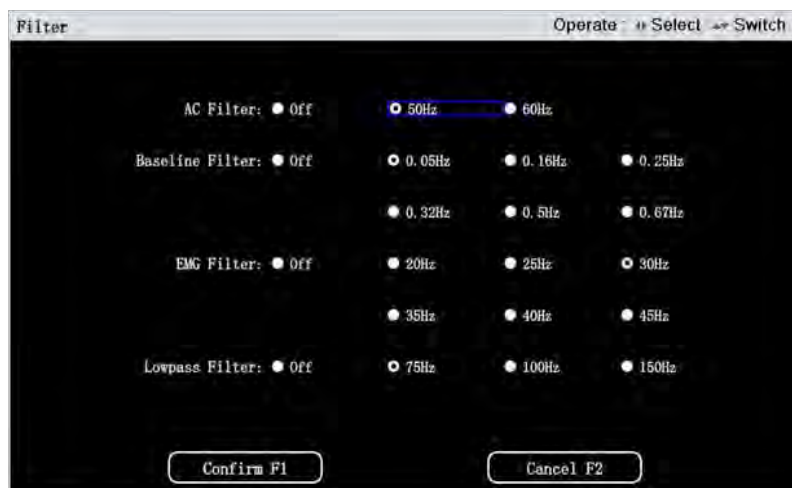 Filter Operate Select Switch
AC Filter: Off 50Hz 60Hz
Baseline Filter: Off 0.05Hz 0.16Hz 0.25Hz
0.32Hz 0.5Hz 0.67Hz
EMG Filter: Off 20Hz 25Hz 30Hz
35Hz 40Hz 45Hz
Lowpass Filter: Off 75Hz 100Hz 150Hz
Confirm F1 Cancel F2